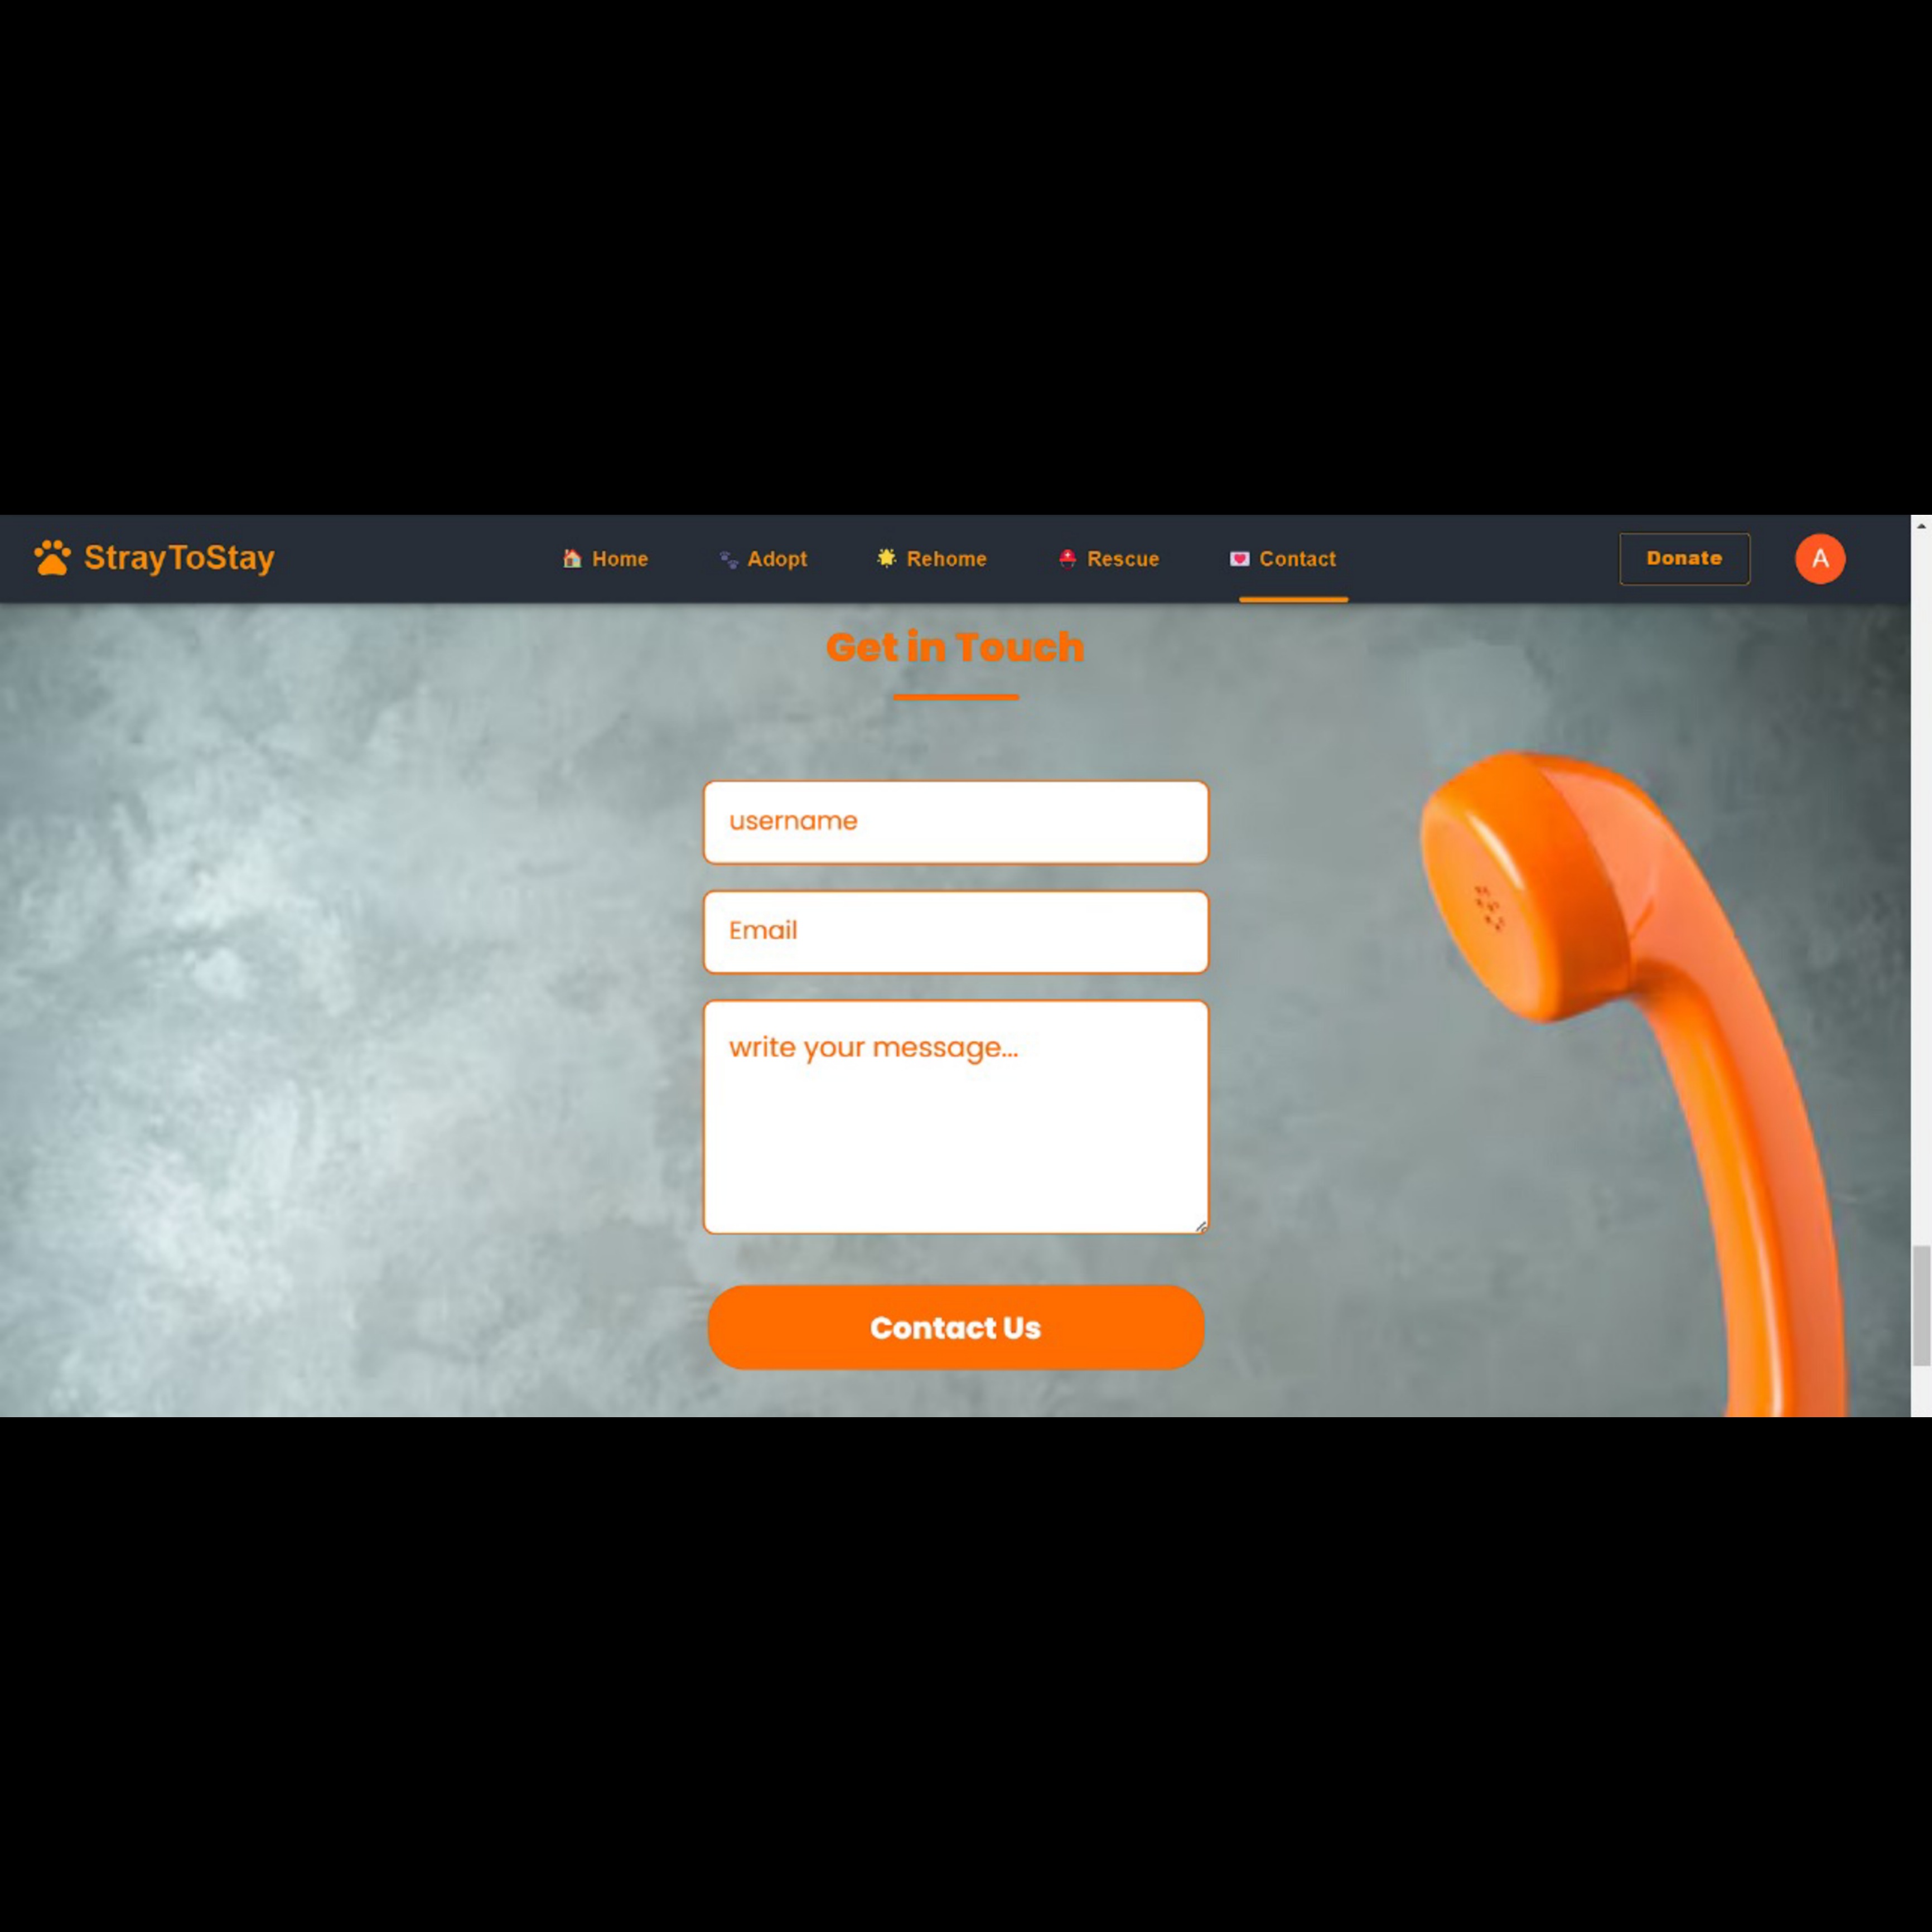 StrayToStay
Home Adopt Rehome Rescue Contact Donate A
Get in Touch
username
Email
write your message...
Contact Us